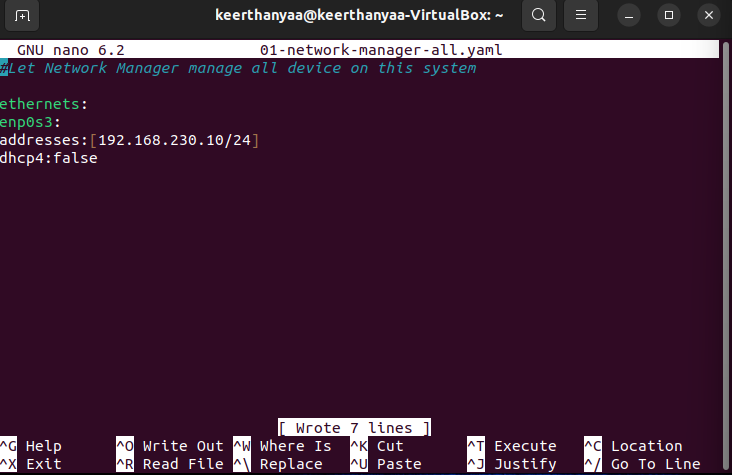 keerthanyaa@keerthanyaa-VirtualBox: ~
GNU nano 6.2 01-network-manager-all.yaml
#Let Network Manager manage all device on this system
ethernets:
enp0s3:
addresses:[192.168.230.10/24]
dhcp4:false
[ Wrote 7 lines ]
^G Help ^O Write Out ^W Where Is ^K Cut ^T Execute ^C Location
^X Exit ^R Read File ^\ Replace ^U Paste ^J Justify ^/ Go To Line